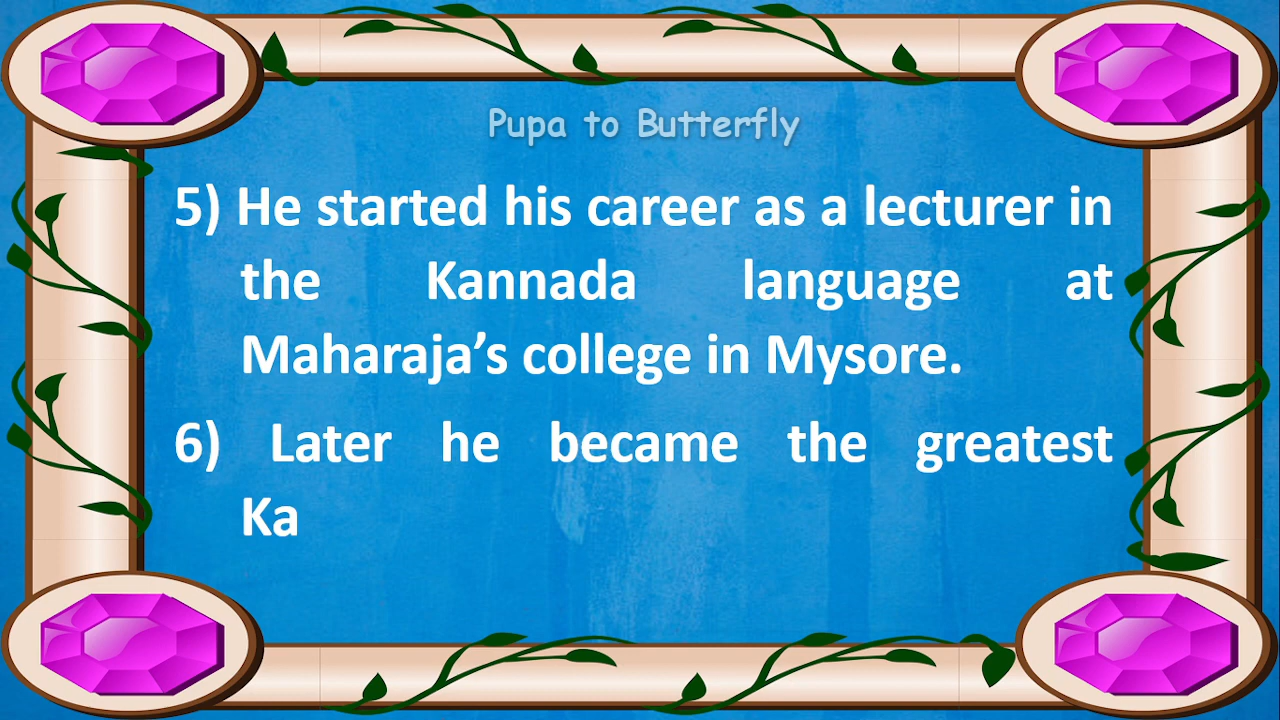 Pupa to Butterfly
5) He started his career as a lecturer in
the Kannada language at
Maharaja’s college in Mysore.
6) Later he became the greatest
Ka